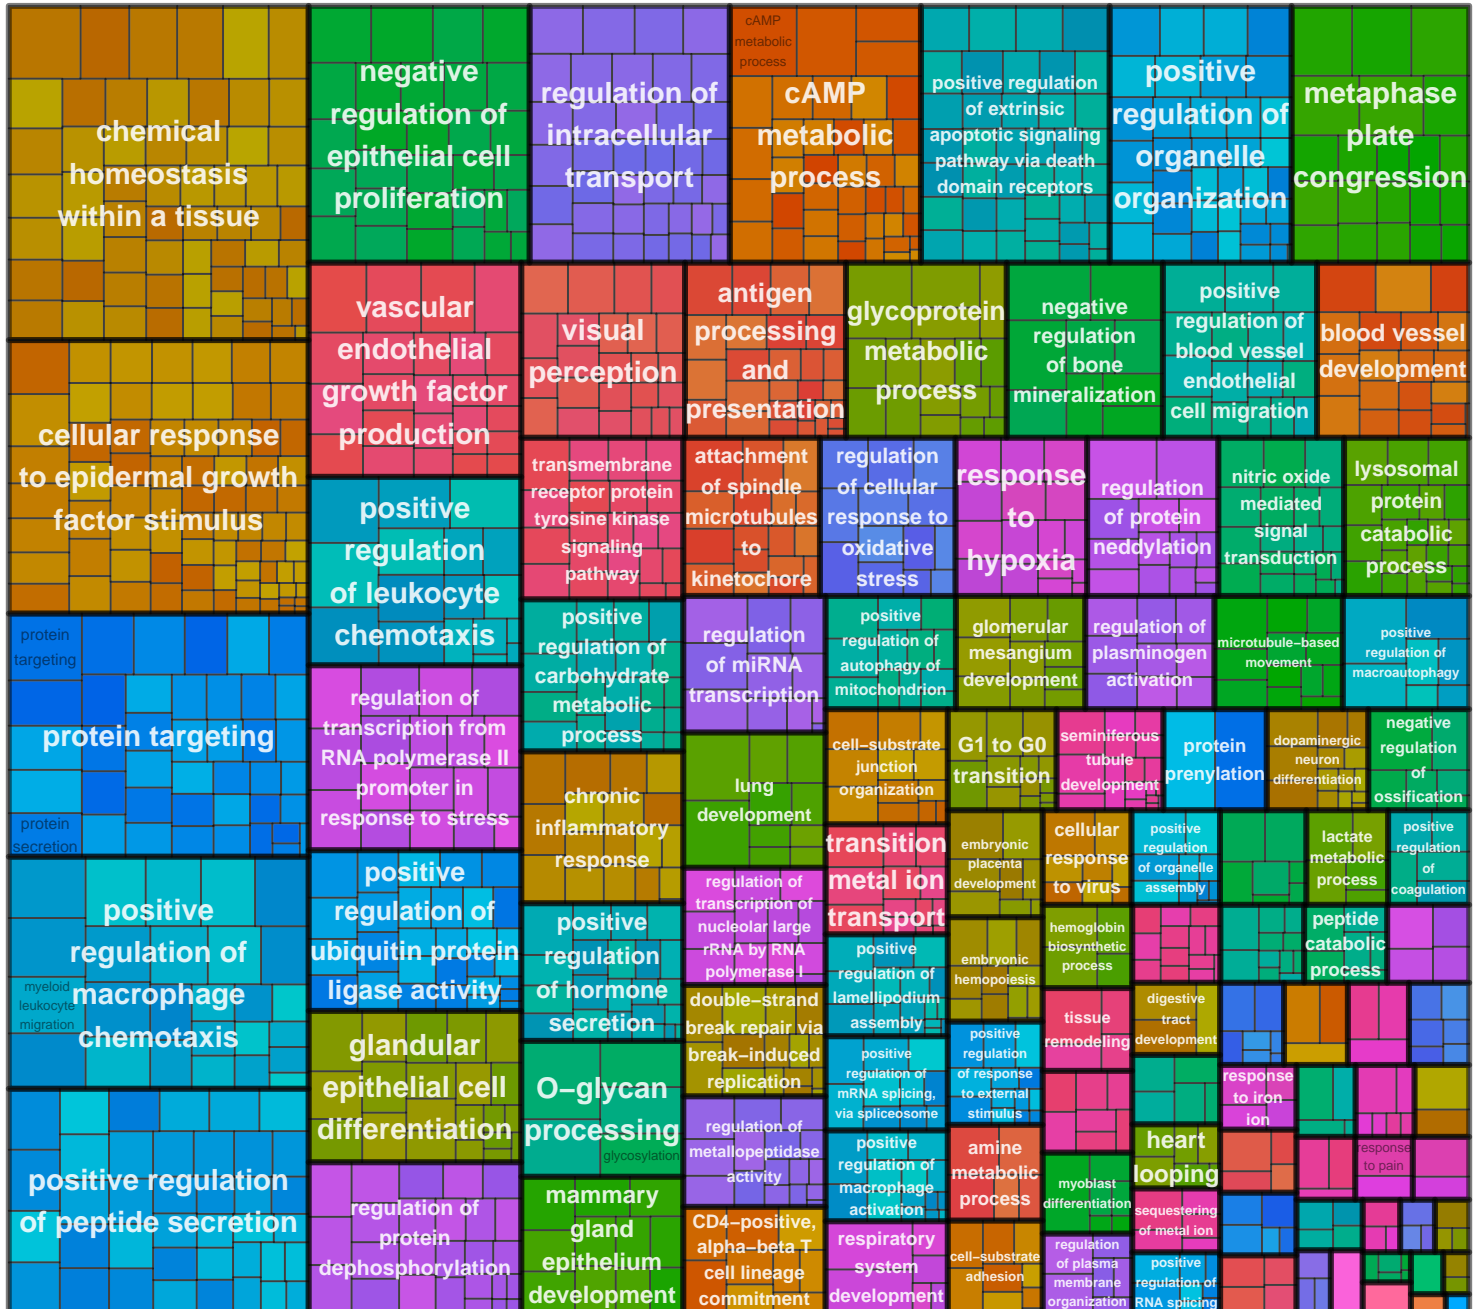 chemical
homeostasis
within a tissue
cellular response
to epidermal growth
factor stimulus
protein
targeting
protein targeting
protein
secretion
positive
regulation of
macrophage
chemotaxis
myeloid
leukocyte
migration
positive regulation
of peptide secretion
negative
regulation of
epithelial cell
proliferation
regulation of
intracellular
transport
cAMP
metabolic
process
cAMP
metabolic
process
positive regulation
of extrinsic
apoptotic signaling
pathway via death
domain receptors
positive
regulation of
organelle
organization
metaphase
plate
congression
vascular
endothelial
growth factor
production
visual
perception
antigen
processing
and
presentation
glycoprotein
metabolic
process
negative
regulation
of bone
mineralization
positive
regulation of
blood vessel
endothelial
cell migration
blood vessel
development
positive
regulation
of leukocyte
chemotaxis
transmembrane
receptor protein
tyrosine kinase
signaling
pathway
attachment
of spindle
microtubules
to
kinetochore
regulation
of cellular
response to
oxidative
stress
response
to
hypoxia
regulation
of protein
neddylation
nitric oxide
mediated
signal
transduction
lysosomal
protein
catabolic
process
regulation of
transcription from
RNA polymerase II
promoter in
response to stress
positive
regulation of
carbohydrate
metabolic
process
regulation
of miRNA
transcription
positive
regulation of
autophagy of
mitochondrion
glomerular
mesangium
development
regulation of
plasminogen
activation
microtubule−based
movement
positive
regulation of
macroautophagy
chronic
inflammatory
response
lung
development
cell−substrate
junction
organization
G1 to G0
transition
seminiferous
tubule
development
protein
prenylation
dopaminergic
neuron
differentiation
negative
regulation
of
ossification
positive
regulation of
ubiquitin protein
ligase activity
positive
regulation
of hormone
secretion
regulation of
transcription of
nucleolar large
rRNA by RNA
polymerase I
transition
metal ion
transport
embryonic
placenta
development
cellular
response
to virus
positive
regulation
of organelle
assembly
lactate
metabolic
process
positive
regulation
of
coagulation
embryonic
hemopoiesis
hemoglobin
biosynthetic
process
peptide
catabolic
process
glandular
epithelial cell
differentiation
O−glycan
processing
glycosylation
double−strand
break repair via
break−induced
replication
positive
regulation of
lamellipodium
assembly
tissue
remodeling
digestive
tract
development
positive
regulation of
mRNA splicing,
via spliceosome
positive
regulation
of response
to external
stimulus
response
to iron
ion
regulation of
metallopeptidase
activity
positive
regulation of
macrophage
activation
amine
metabolic
process
heart
looping
response
to pain
regulation of
protein
dephosphorylation
mammary
gland
epithelium
development
CD4−positive,
alpha−beta T
cell lineage
commitment
respiratory
system
development
cell−substrate
adhesion
myoblast
differentiation
sequestering
of metal ion
regulation
of plasma
membrane
organization
positive
regulation of
RNA splicing